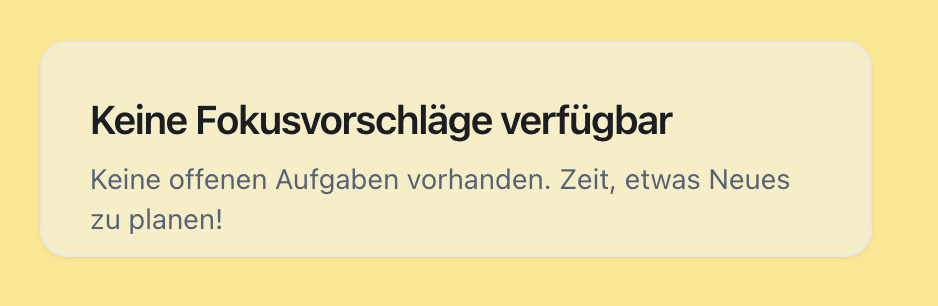 Keine Fokusvorschläge verfügbar
Keine offenen Aufgaben vorhanden. Zeit, etwas Neues
zu planen!